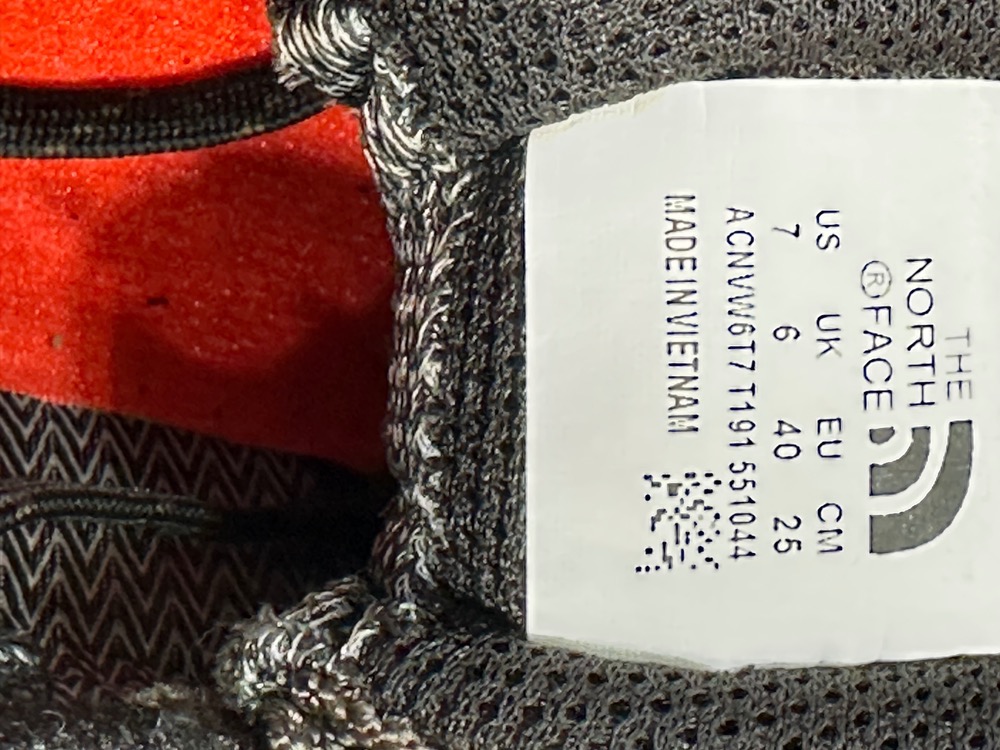 THE
NORTH
FACE®
US UK EU CM
7 6 40 25
ACNVW6T7 T191 551044
MADE IN VIETNAM